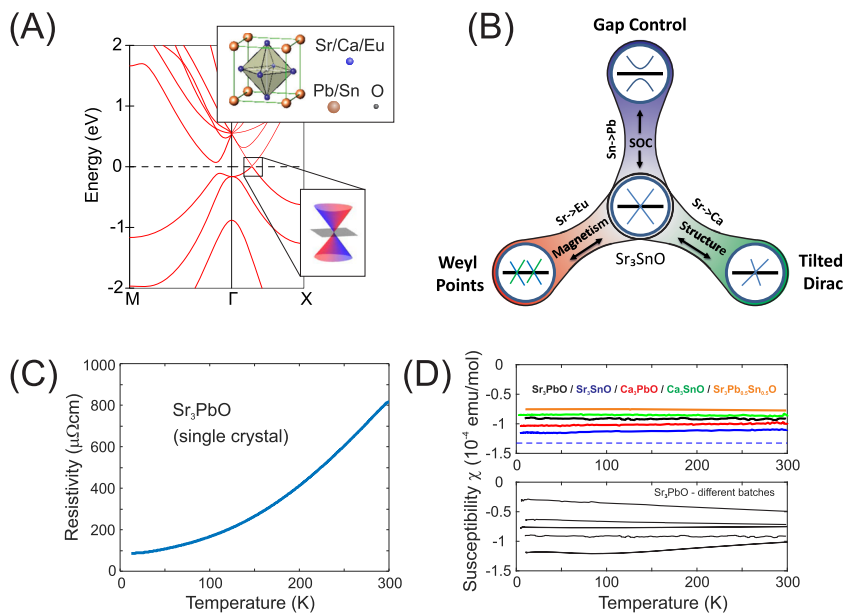 (A)
Energy (eV)
2
1
0
-1
-2
M
Γ
X
Sr/Ca/Eu
Pb/Sn
O
(B)
Gap Control
Sn->Pb
SOC
Sr->Eu
Magnetism
Sr->Ca
Structure
Sr₃SnO
Weyl
Points
Tilted
Dirac
(C)
Resistivity (μΩcm)
1000
800
600
400
200
0
Sr₃PbO
(single crystal)
0
100
200
300
Temperature (K)
(D)
Susceptibility χ (10⁻⁴ emu/mol)
0
-0.5
-1
-1.5
Sr₃PbO / Sr₃SnO / Ca₃PbO / Ca₃SnO / Sr₃Pb₀.₅Sn₀.₅O
0
100
200
300
0
-0.5
-1
-1.5
Sr₃PbO - different batches
0
100
200
300
Temperature (K)